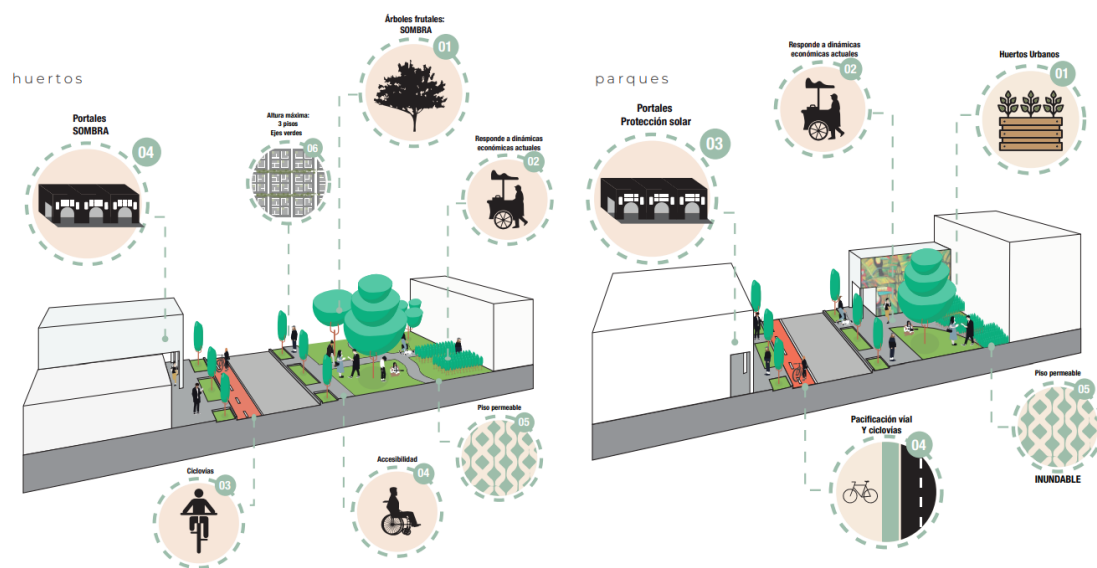 huertos
Árboles frutales:
SOMBRA
01
Portales
SOMBRA
04
Altura máxima:
3 pisos
Ejes verdes
06
Responde a dinámicas
económicas actuales
02
Piso permeable
05
Ciclovías
03
Accesibilidad
04
parques
Responde a dinámicas
económicas actuales
02
Huertos Urbanos
01
Portales
Protección solar
03
Piso permeable
05
INUNDABLE
Pacificación vial
Y ciclovías
04